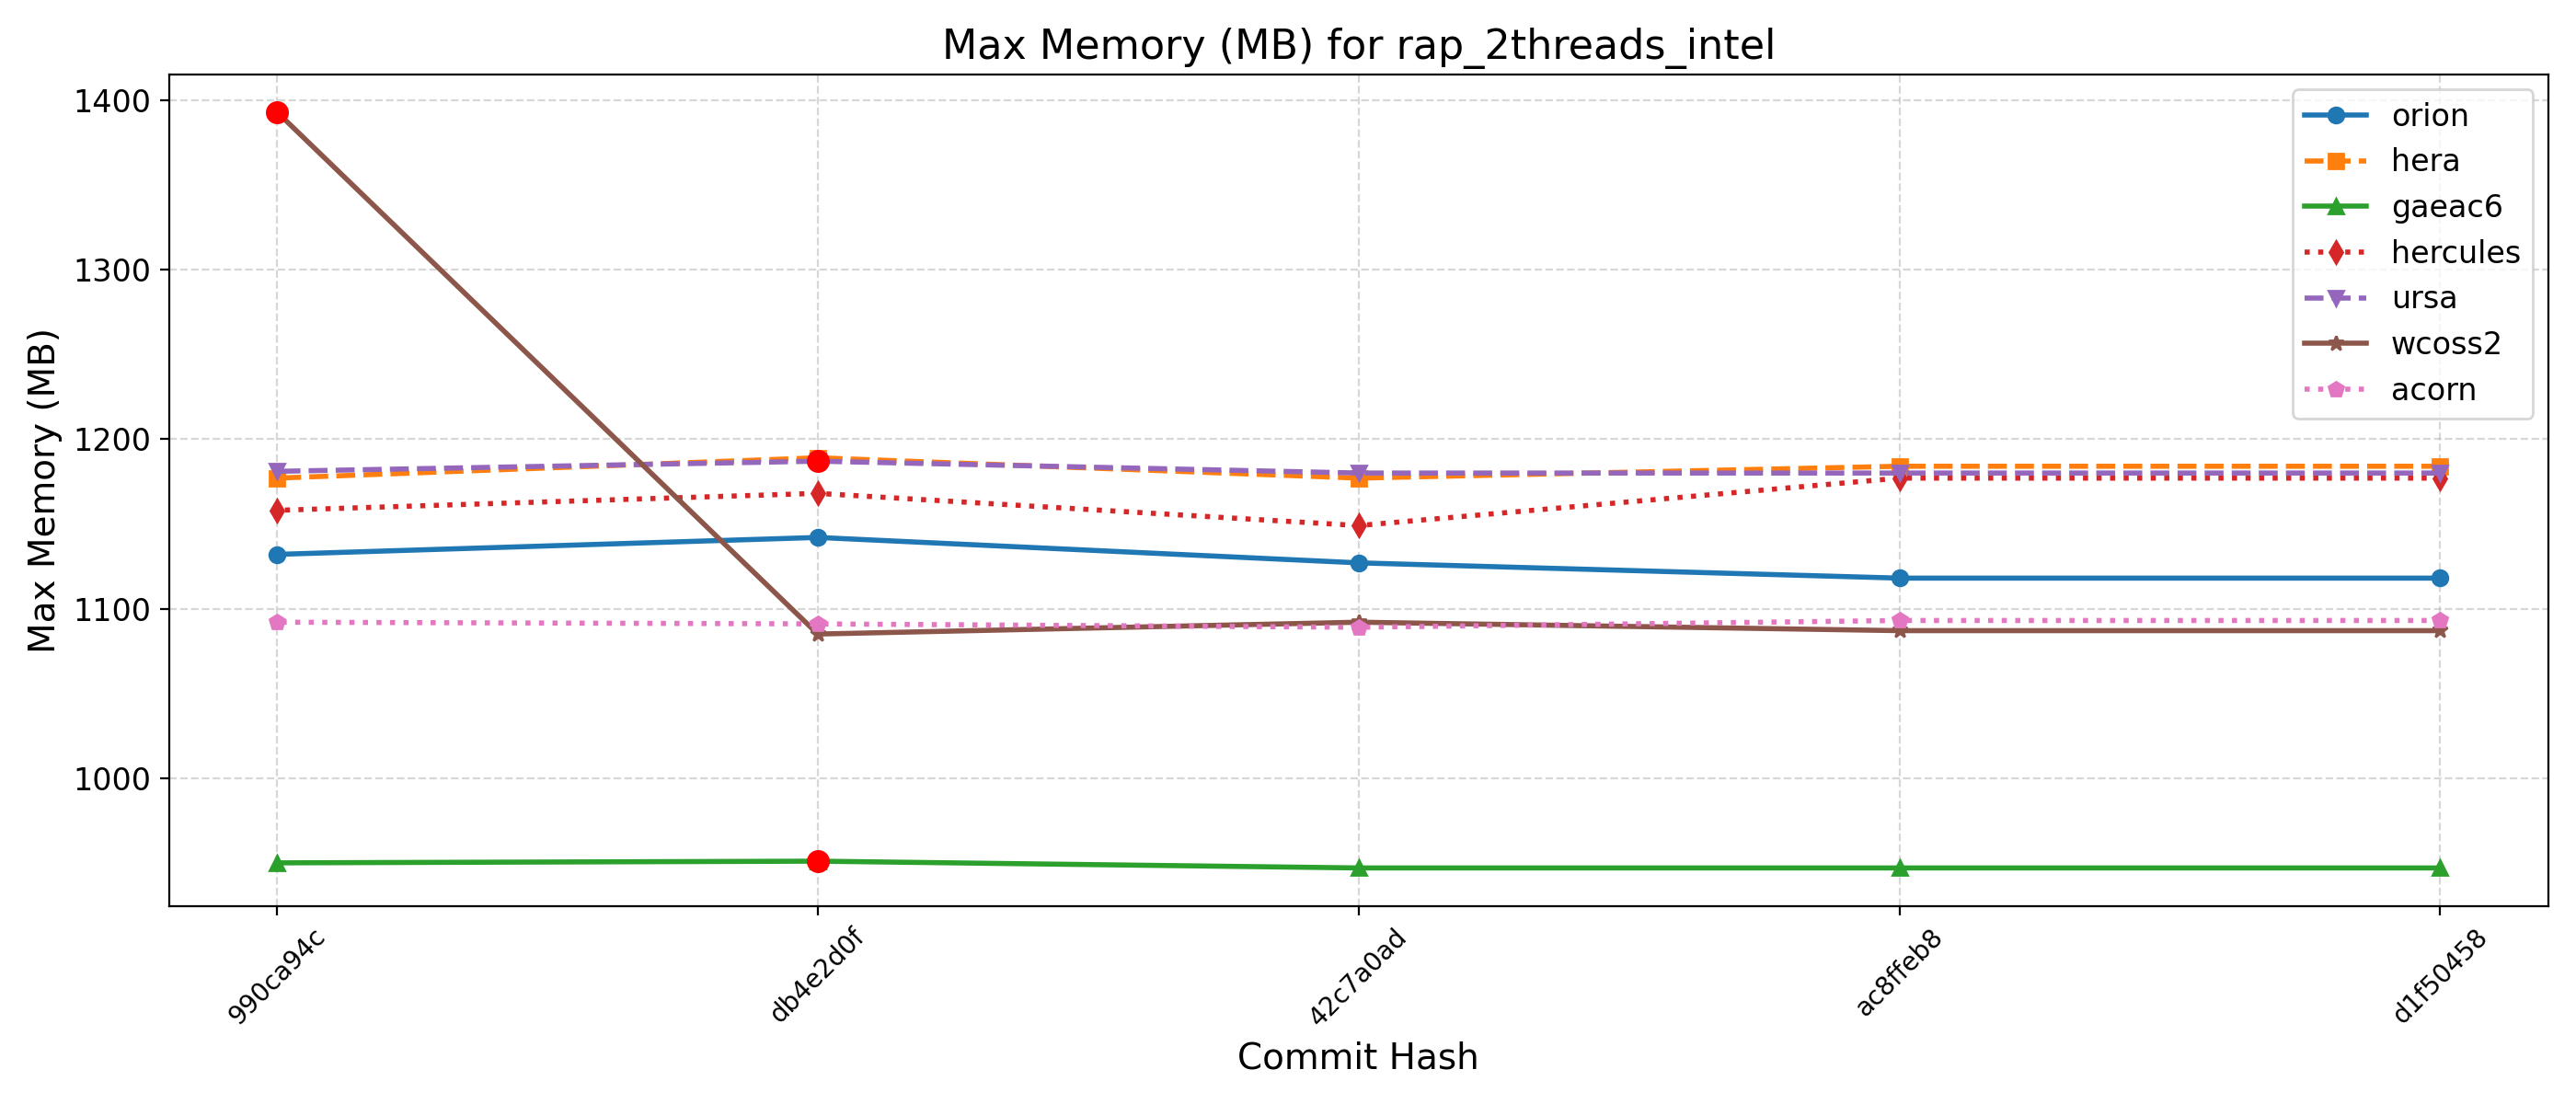 Max Memory (MB) for rap_2threads_intel
Max Memory (MB)
1400
1300
1200
1100
1000
orion
hera
gaeac6
hercules
ursa
wcoss2
acorn
990ca94c
db4e2d0f
42c7a0ad
ac8ffeb8
d1f50458
Commit Hash